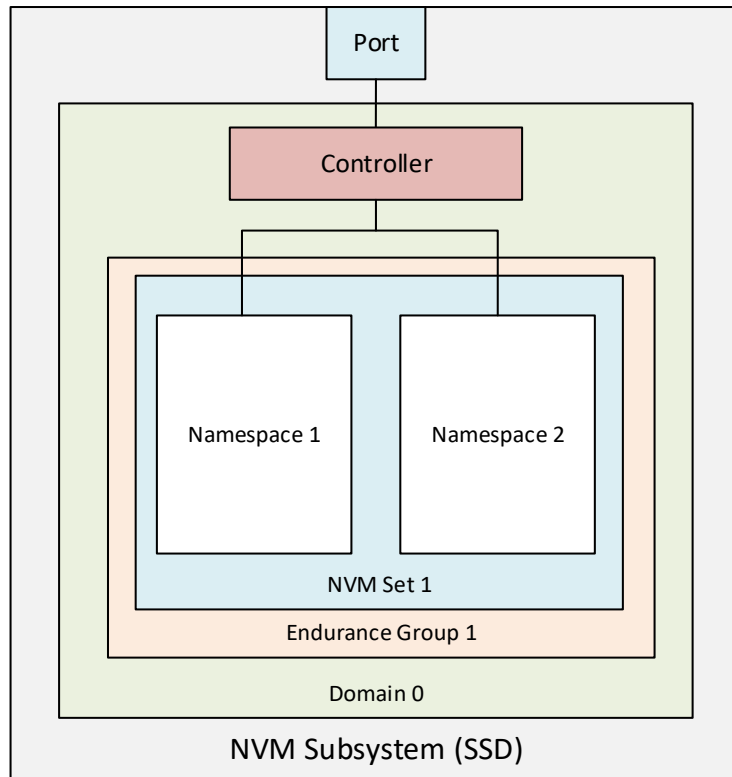 Port
Controller
Namespace 1
Namespace 2
NVM Set 1
Endurance Group 1
Domain 0
NVM Subsystem (SSD)